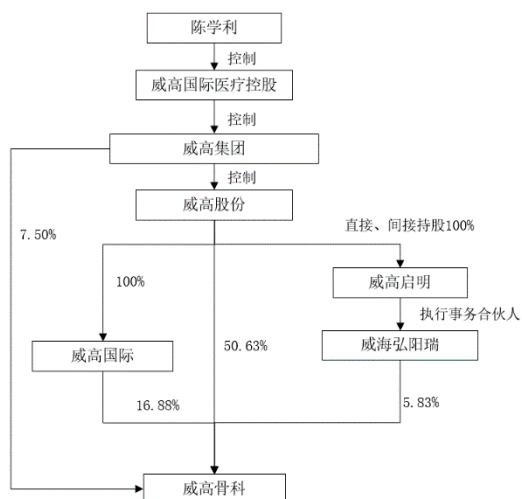 陈学利
控制
威高国际医疗控股
控制
威高集团
控制
威高股份
7.50%
直接、间接持股100%
100%
威高启明
执行事务合伙人
50.63%
威高国际
威海弘阳瑞
16.88%
5.83%
威高骨科